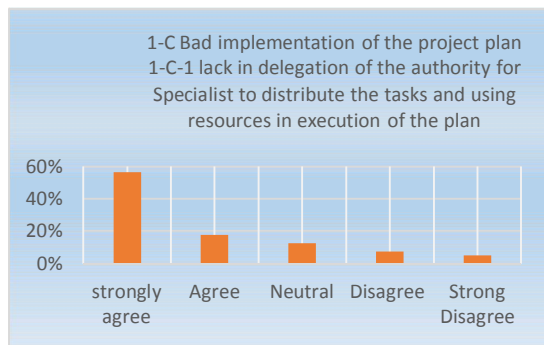 1-C Bad implementation of the project plan
1-C-1 lack in delegation of the authority for
Specialist to distribute the tasks and using
resources in execution of the plan
60%
40%
20%
0%
strongly agree
Agree
Neutral
Disagree
Strong Disagree